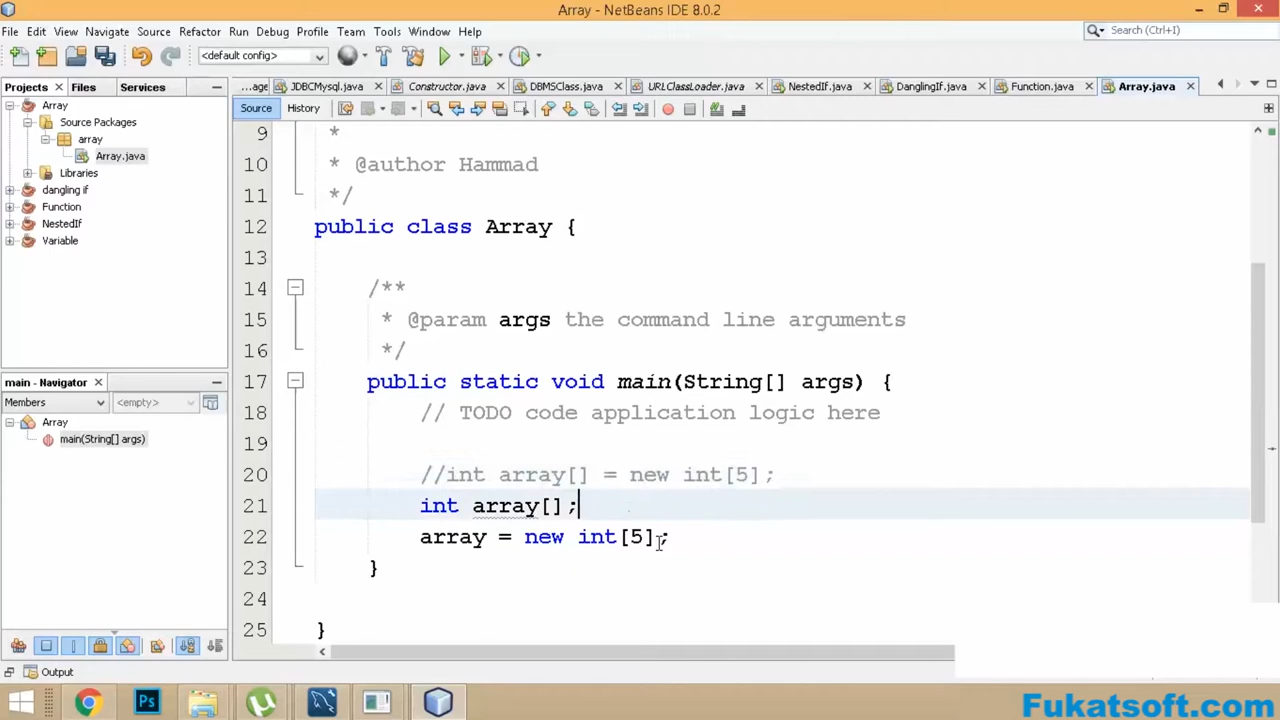 Array - NetBeans IDE 8.0.2
File Edit View Navigate Source Refactor Run Debug Profile Team Tools Window Help
Search (Ctrl+I)
<default config>
Projects Files Services
...age JDBCMysql.java Constructor.java DBMSClass.java URLClassLoader.java NestedIf.java DanglingIf.java Function.java Array.java
Source History
Array
Source Packages
array
Array.java
Libraries
dangling if
Function
NestedIf
Variable
main - Navigator
Members <empty>
Array
main(String[] args)
9 *
10 * @author Hammad
11 */
12 public class Array {
13
14 /**
15 * @param args the command line arguments
16 */
17 public static void main(String[] args) {
18 // TODO code application logic here
19
20 //int array[] = new int[5];
21 int array[];
22 array = new int[5];
23 }
24
25 }
Output
Ps
Fukatsoft.com